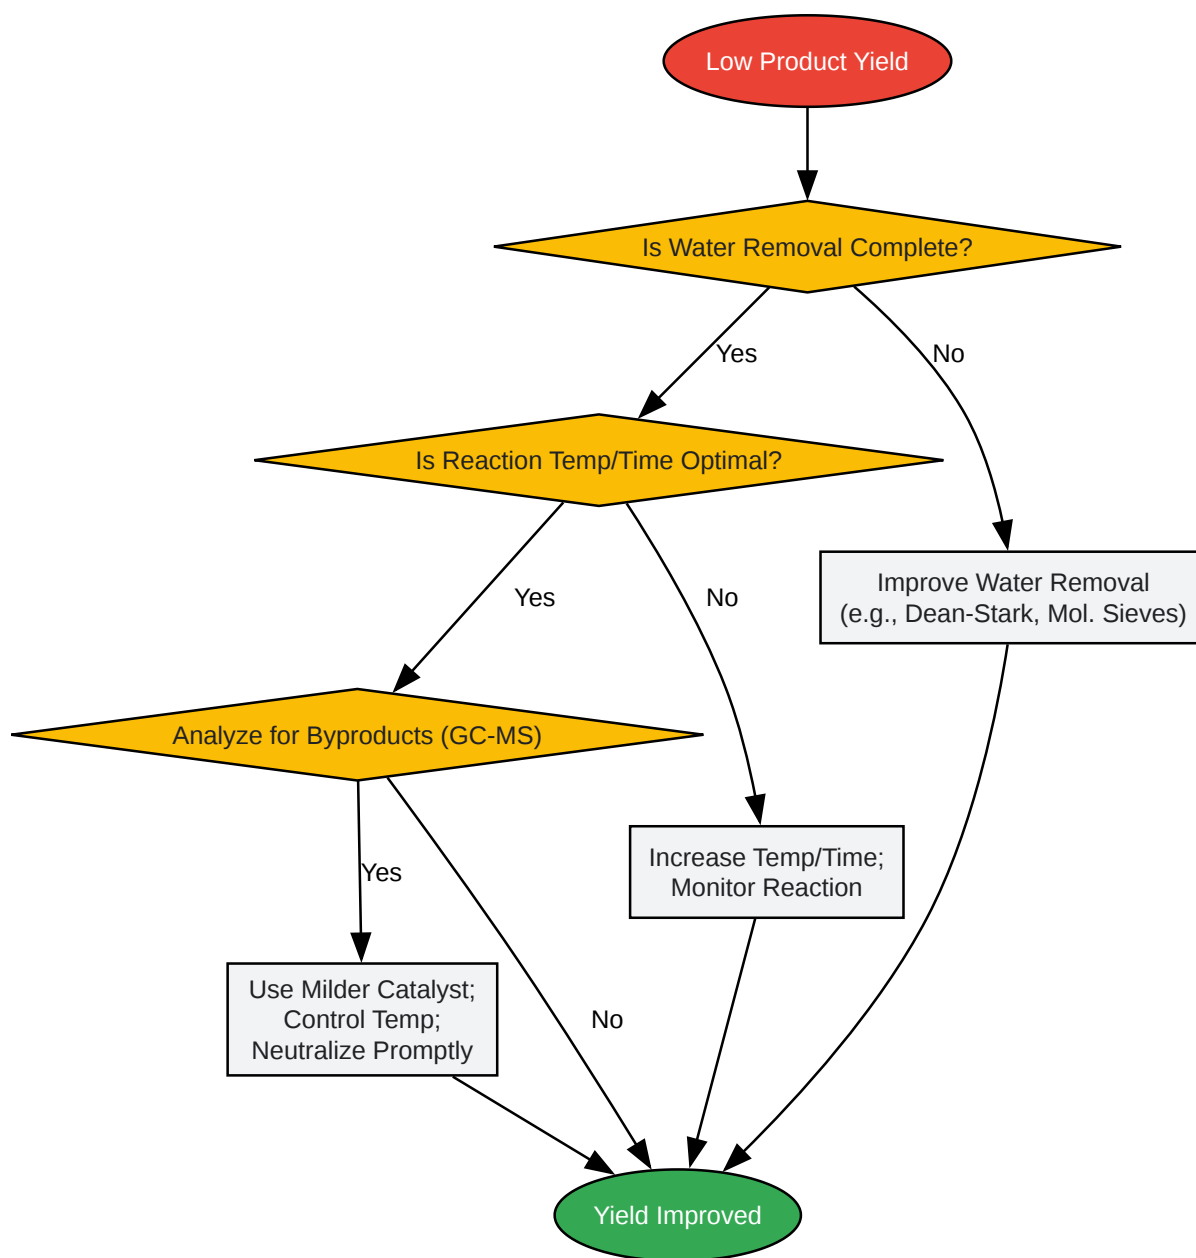 Low Product Yield
Is Water Removal Complete?
Yes
No
Is Reaction Temp/Time Optimal?
Yes
No
Improve Water Removal
(e.g., Dean-Stark, Mol. Sieves)
Analyze for Byproducts (GC-MS)
Yes
No
Increase Temp/Time;
Monitor Reaction
Use Milder Catalyst;
Control Temp;
Neutralize Promptly
Yield Improved